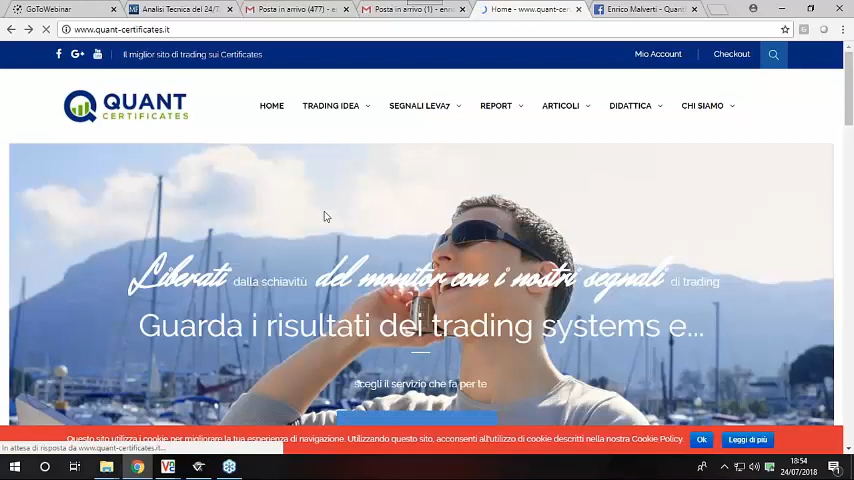 GoToWebinar
Analisi Tecnica del 24/7
Posta in arrivo (477) - e
Posta in arrivo (1) - enri
Home - www.quant-cer
Enrico Malverti - Quant
www.quant-certificates.it
Il miglior sito di trading sui Certificates
Mio Account
Checkout
QUANT
CERTIFICATES
HOME
TRADING IDEA
SEGNALI LEVA7
REPORT
ARTICOLI
DIDATTICA
CHI SIAMO
Liberati dalla schiavitù del monitor con i nostri segnali di trading
Guarda i risultati dei trading systems e...
scegli il servizio che fa per te
Questo sito utilizza i cookie per migliorare la tua esperienza di navigazione. Utilizzando questo sito, acconsenti all'utilizzo di cookie descritti nella nostra Cookie Policy.
Ok
Leggi di più
In attesa di risposta da www.quant-certificates.it...
18:54
24/07/2018